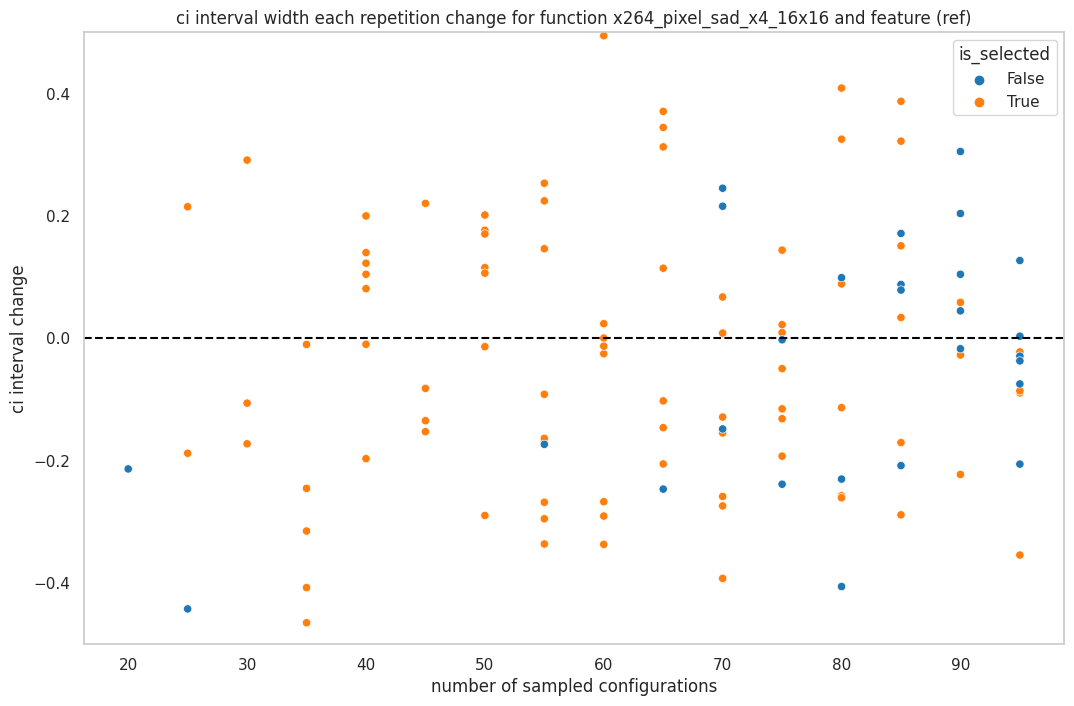 ci interval width each repetition change for function x264_pixel_sad_x4_16x16 and feature (ref)
is_selected
False
True
0.4
0.2
0.0
−0.2
−0.4
ci interval change
20 30 40 50 60 70 80 90
number of sampled configurations